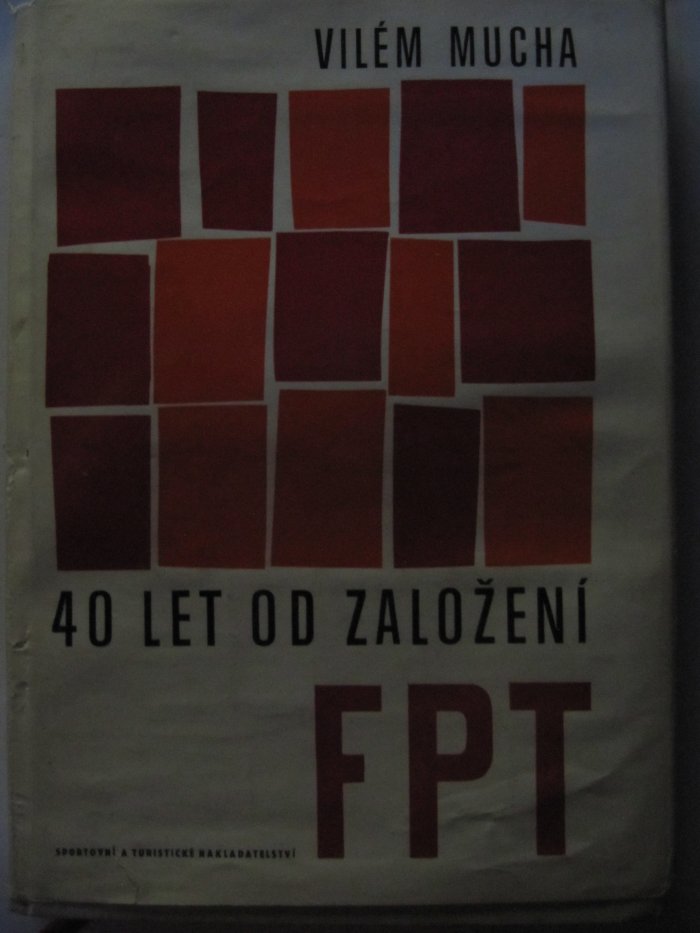 VILÉM MUCHA
40 LET OD ZALOŽENÍ
FPT
SPORTOVNÍ A TURISTICKÉ NAKLADATELSTVÍ